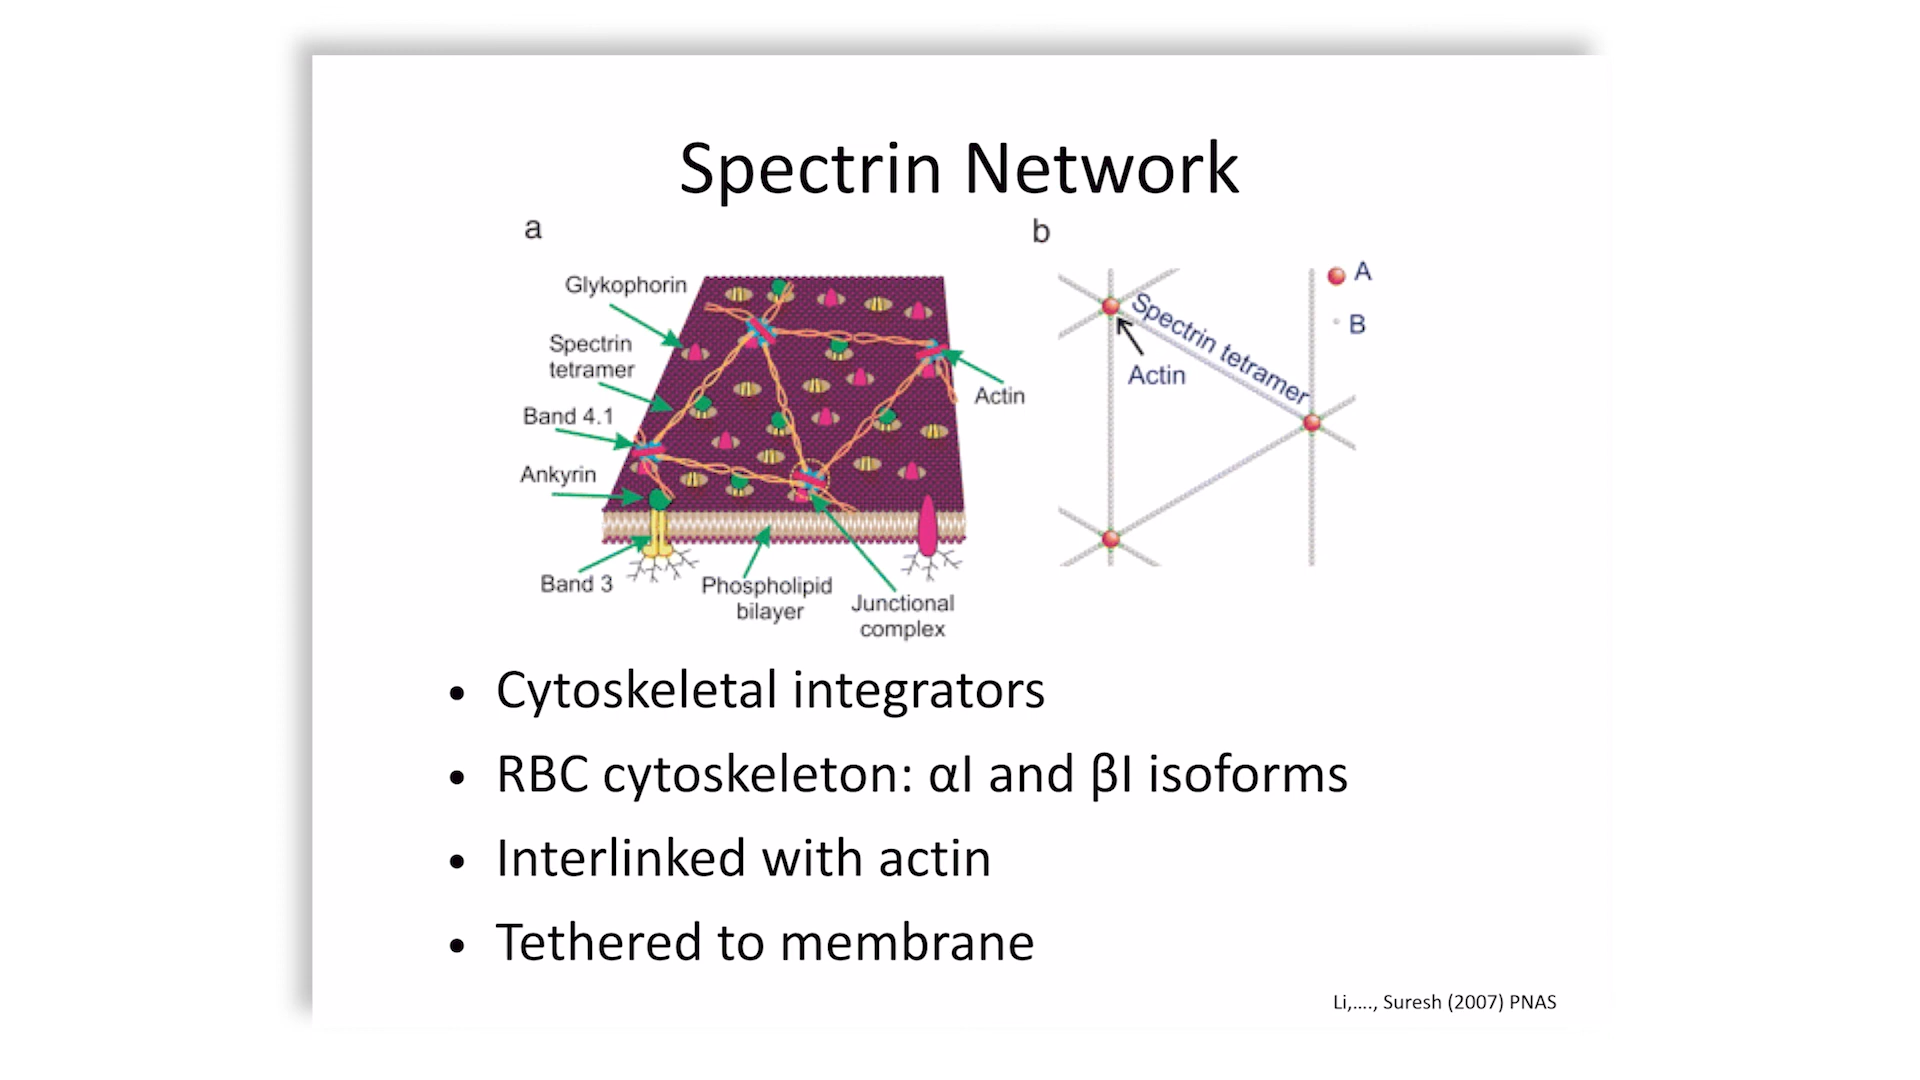 Spectrin Network
a
Glykophorin
Spectrin
tetramer
Band 4.1
Ankyrin
Band 3
Phospholipid
bilayer
Junctional
complex
Actin
b
A
B
Spectrin tetramer
Actin
• Cytoskeletal integrators
• RBC cytoskeleton: αI and βI isoforms
• Interlinked with actin
• Tethered to membrane
Li,...., Suresh (2007) PNAS